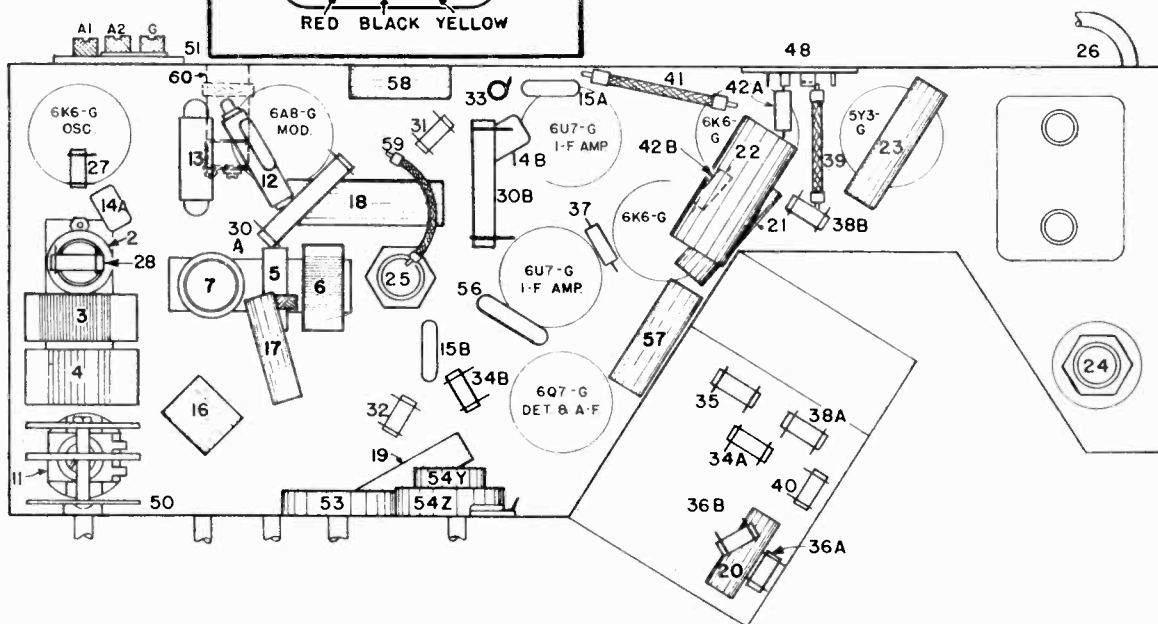 RED BLACK YELLOW
A1 A2 G
51
60
58
33
15A
41
48
42A
26
6K6-G
OSC.
6A8-G
MOD.
31
59
14B
6U7-G
I-F AMP.
6K6-
G
5Y3-
G
23
27
13
12
30B
42B
22
39
14A
18
37
6K6-G
21
38B
2
30
A
28
7
5
6
25
6U7-G
I-F AMP.
3
56
17
15B
57
24
4
34B
35
16
32
6Q7-G
DET. & A-F
38A
34A
11
19
54Y
40
50
53
54Z
36B
36A
20